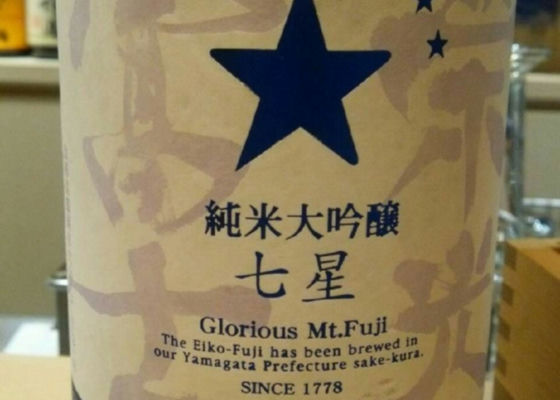 純米大吟醸
七星
Glorious Mt.Fuji
The Eiko-Fuji has been brewed in
our Yamagata Prefecture sake-kura.
SINCE 1778